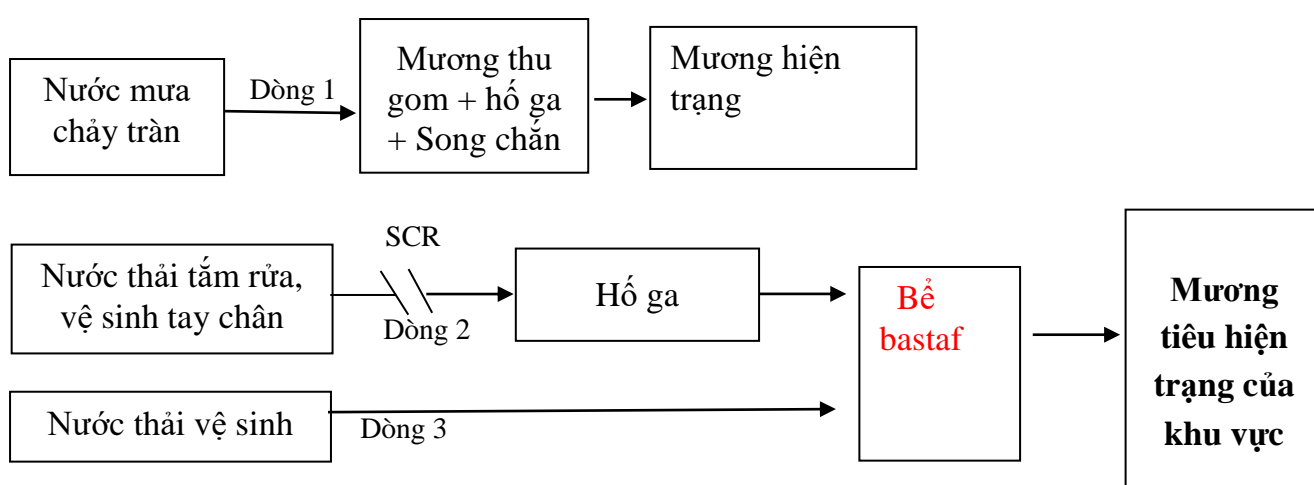 Nước mưa
chảy tràn
Dòng 1
Mương thu
gom + hố ga
+ Song chắn
Mương hiện
trạng
Nước thải tắm rửa,
vệ sinh tay chân
SCR
Dòng 2
Hố ga
Bể
bastaf
Mương
tiêu hiện
trạng của
khu vực
Nước thải vệ sinh
Dòng 3